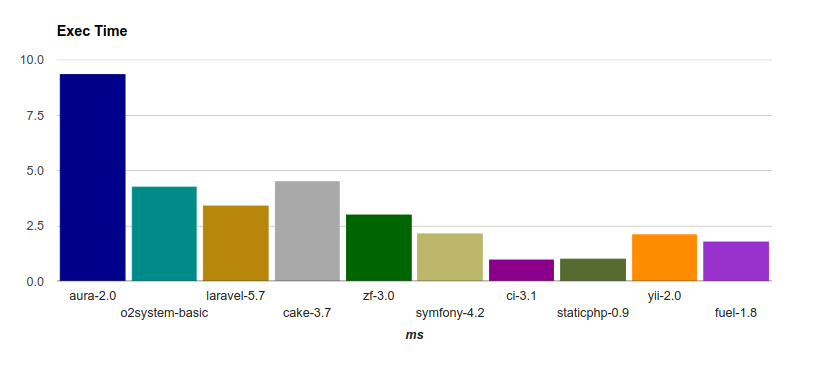 Exec Time
10.0
7.5
5.0
2.5
0.0
aura-2.0 laravel-5.7 zf-3.0 ci-3.1 yii-2.0
o2system-basic cake-3.7 symfony-4.2 staticphp-0.9 fuel-1.8
ms